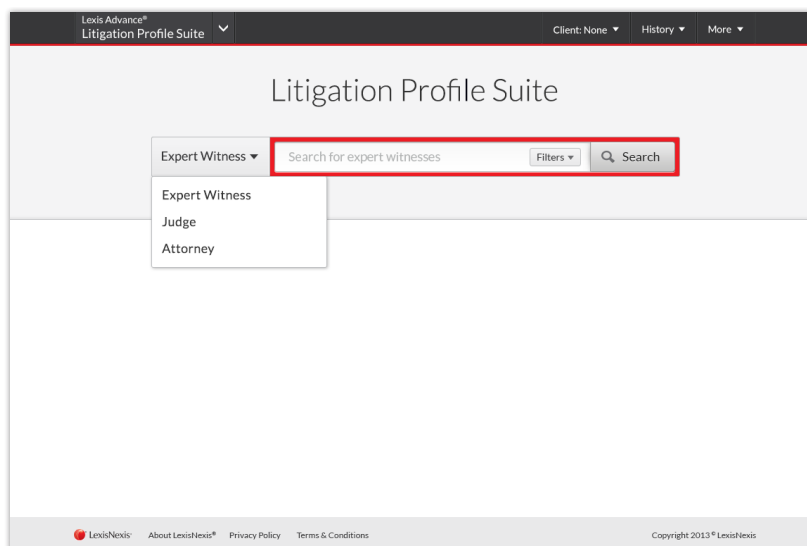 Lexis Advance®
Litigation Profile Suite
Client: None
History
More
Litigation Profile Suite
Expert Witness
Search for expert witnesses
Filters
Search
Expert Witness
Judge
Attorney
LexisNexis® About LexisNexis® Privacy Policy Terms & Conditions Copyright 2013 © LexisNexis